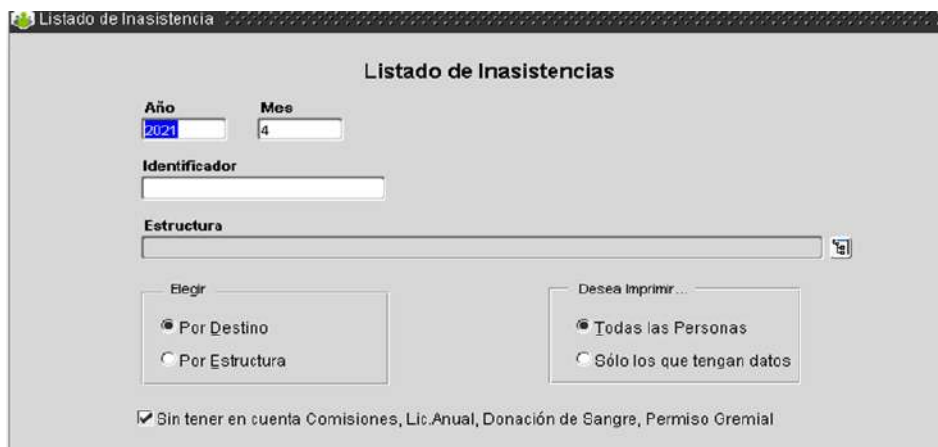 Listado de Inasistencia
Listado de Inasistencias
Año Mes
2021 4
Identificador
Estructura
Elegir Desea Imprimir...
Por Destino Todas las Personas
Por Estructura Sólo los que tengan datos
Sin tener en cuenta Comisiones, Lic.Anual, Donación de Sangre, Permiso Gremial